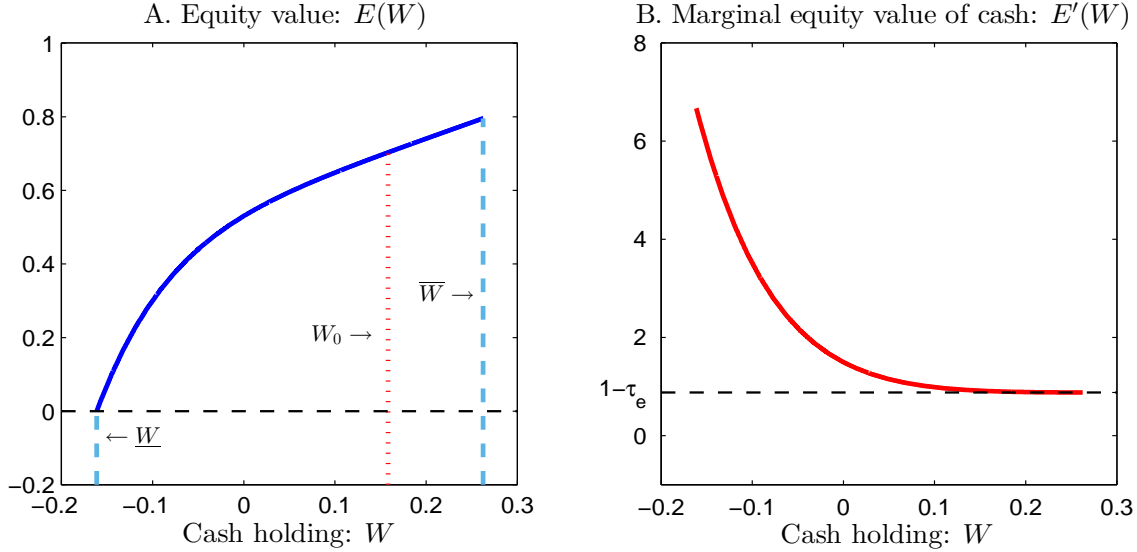 A. Equity value: E(W)
1
0.8
0.6
0.4
0.2
0
−0.2
−0.2 −0.1 0 0.1 0.2 0.3
Cash holding: W
← W
W0 →
W →
B. Marginal equity value of cash: E′(W)
8
6
4
2
1−τe
0
−0.2 −0.1 0 0.1 0.2 0.3
Cash holding: W